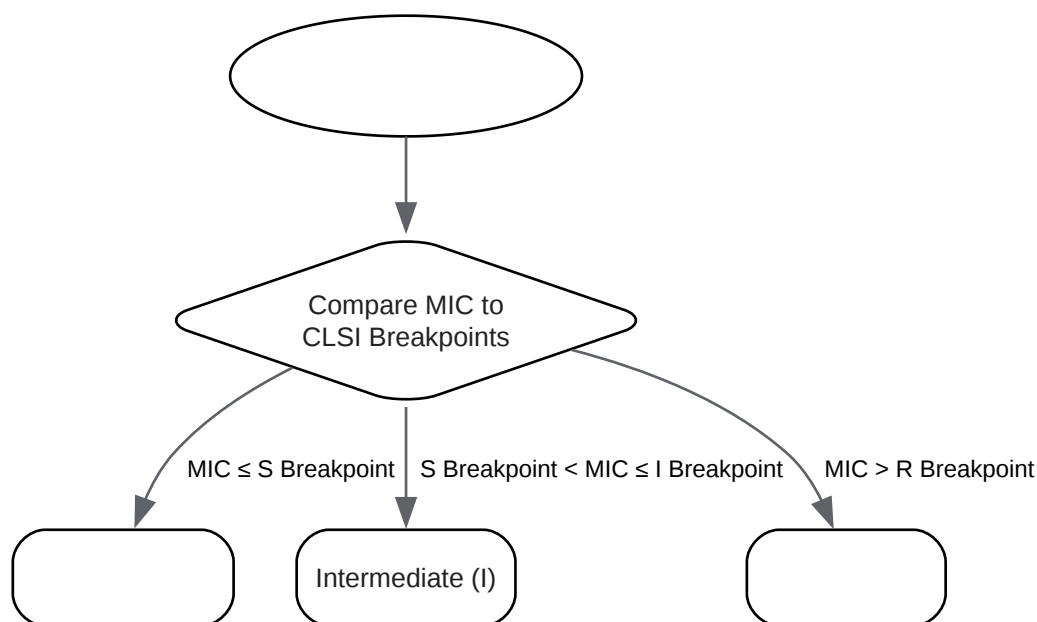 Compare MIC to
CLSI Breakpoints
MIC ≤ S Breakpoint
S Breakpoint < MIC ≤ I Breakpoint
MIC > R Breakpoint
Intermediate (I)